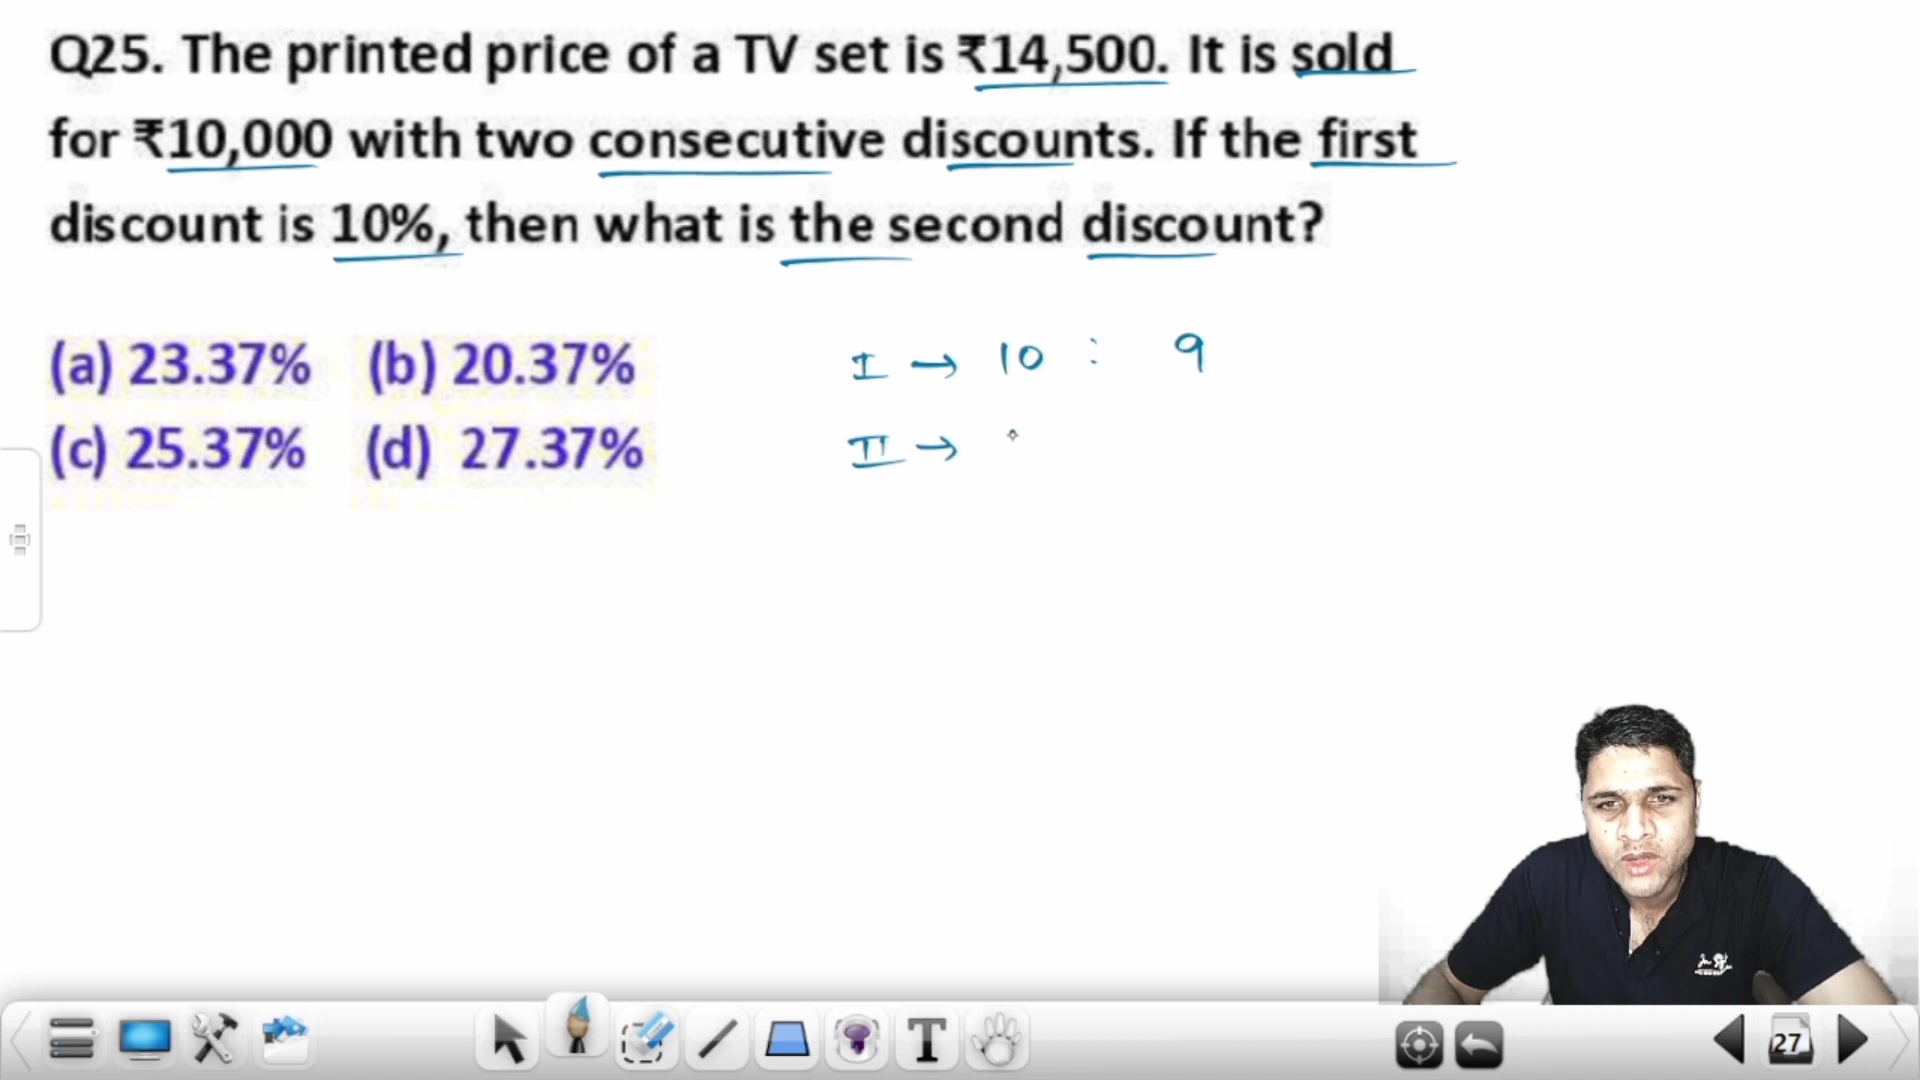 Q25. The printed price of a TV set is ₹14,500. It is sold
for ₹10,000 with two consecutive discounts. If the first
discount is 10%, then what is the second discount?
(a) 23.37% (b) 20.37%
(c) 25.37% (d) 27.37%
I → 10 : 9
II →
27